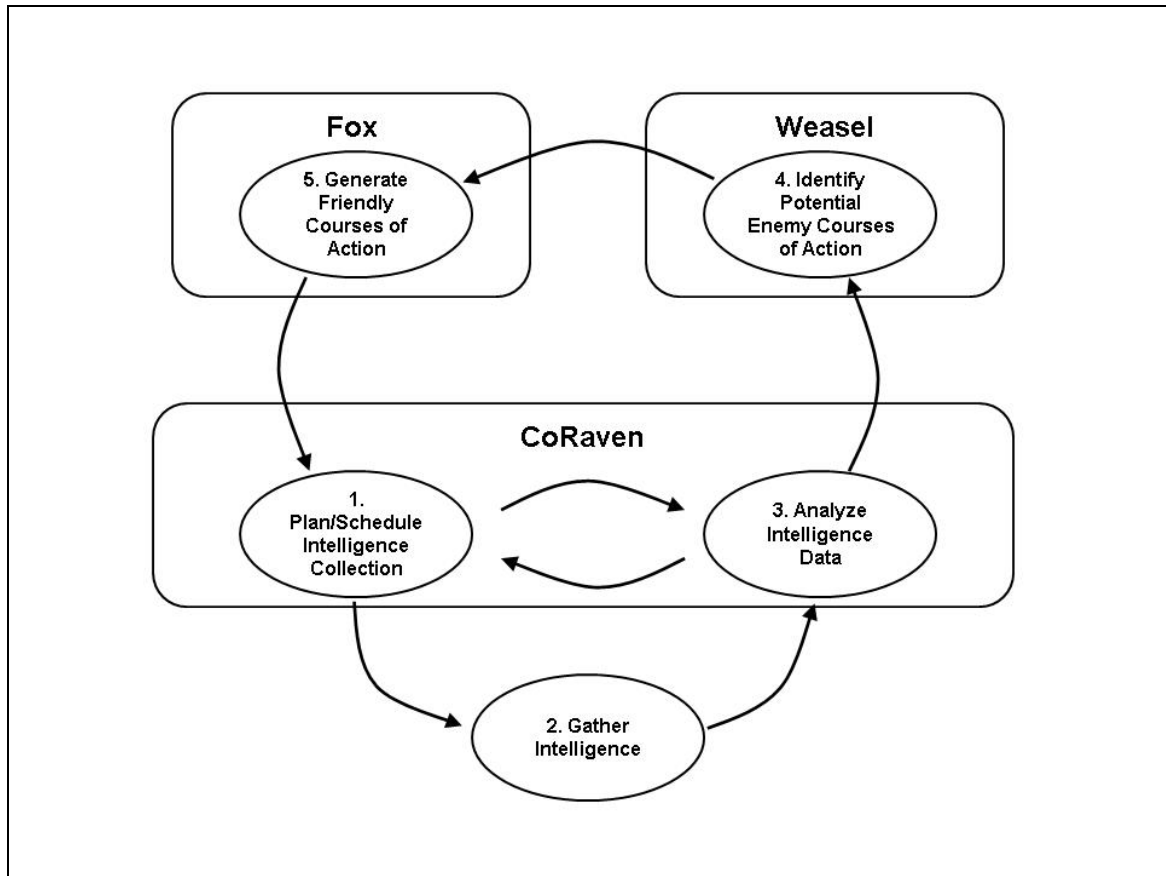 Fox
5. Generate
Friendly
Courses of
Action
Weasel
4. Identify
Potential
Enemy Courses
of Action
CoRaven
1.
Plan/Schedule
Intelligence
Collection
3. Analyze
Intelligence
Data
2. Gather
Intelligence